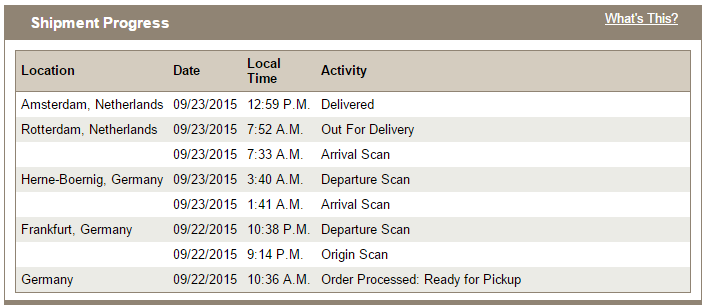 Shipment Progress What's This?
Location Date Local Time Activity
Amsterdam, Netherlands 09/23/2015 12:59 P.M. Delivered
Rotterdam, Netherlands 09/23/2015 7:52 A.M. Out For Delivery
09/23/2015 7:33 A.M. Arrival Scan
Herne-Boernig, Germany 09/23/2015 3:40 A.M. Departure Scan
09/23/2015 1:41 A.M. Arrival Scan
Frankfurt, Germany 09/22/2015 10:38 P.M. Departure Scan
09/22/2015 9:14 P.M. Origin Scan
Germany 09/22/2015 10:36 A.M. Order Processed: Ready for Pickup